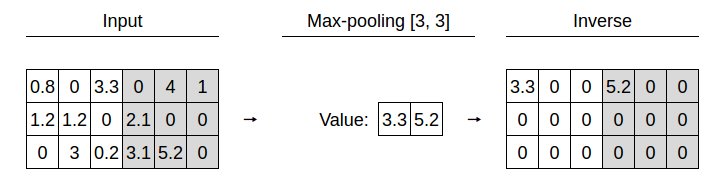 Input Max-pooling [3, 3] Inverse
0.8 0 3.3 0 4 1 3.3 0 0 5.2 0 0
1.2 1.2 0 2.1 0 0 → Value: 3.3 5.2 → 0 0 0 0 0 0
0 3 0.2 3.1 5.2 0 0 0 0 0 0 0